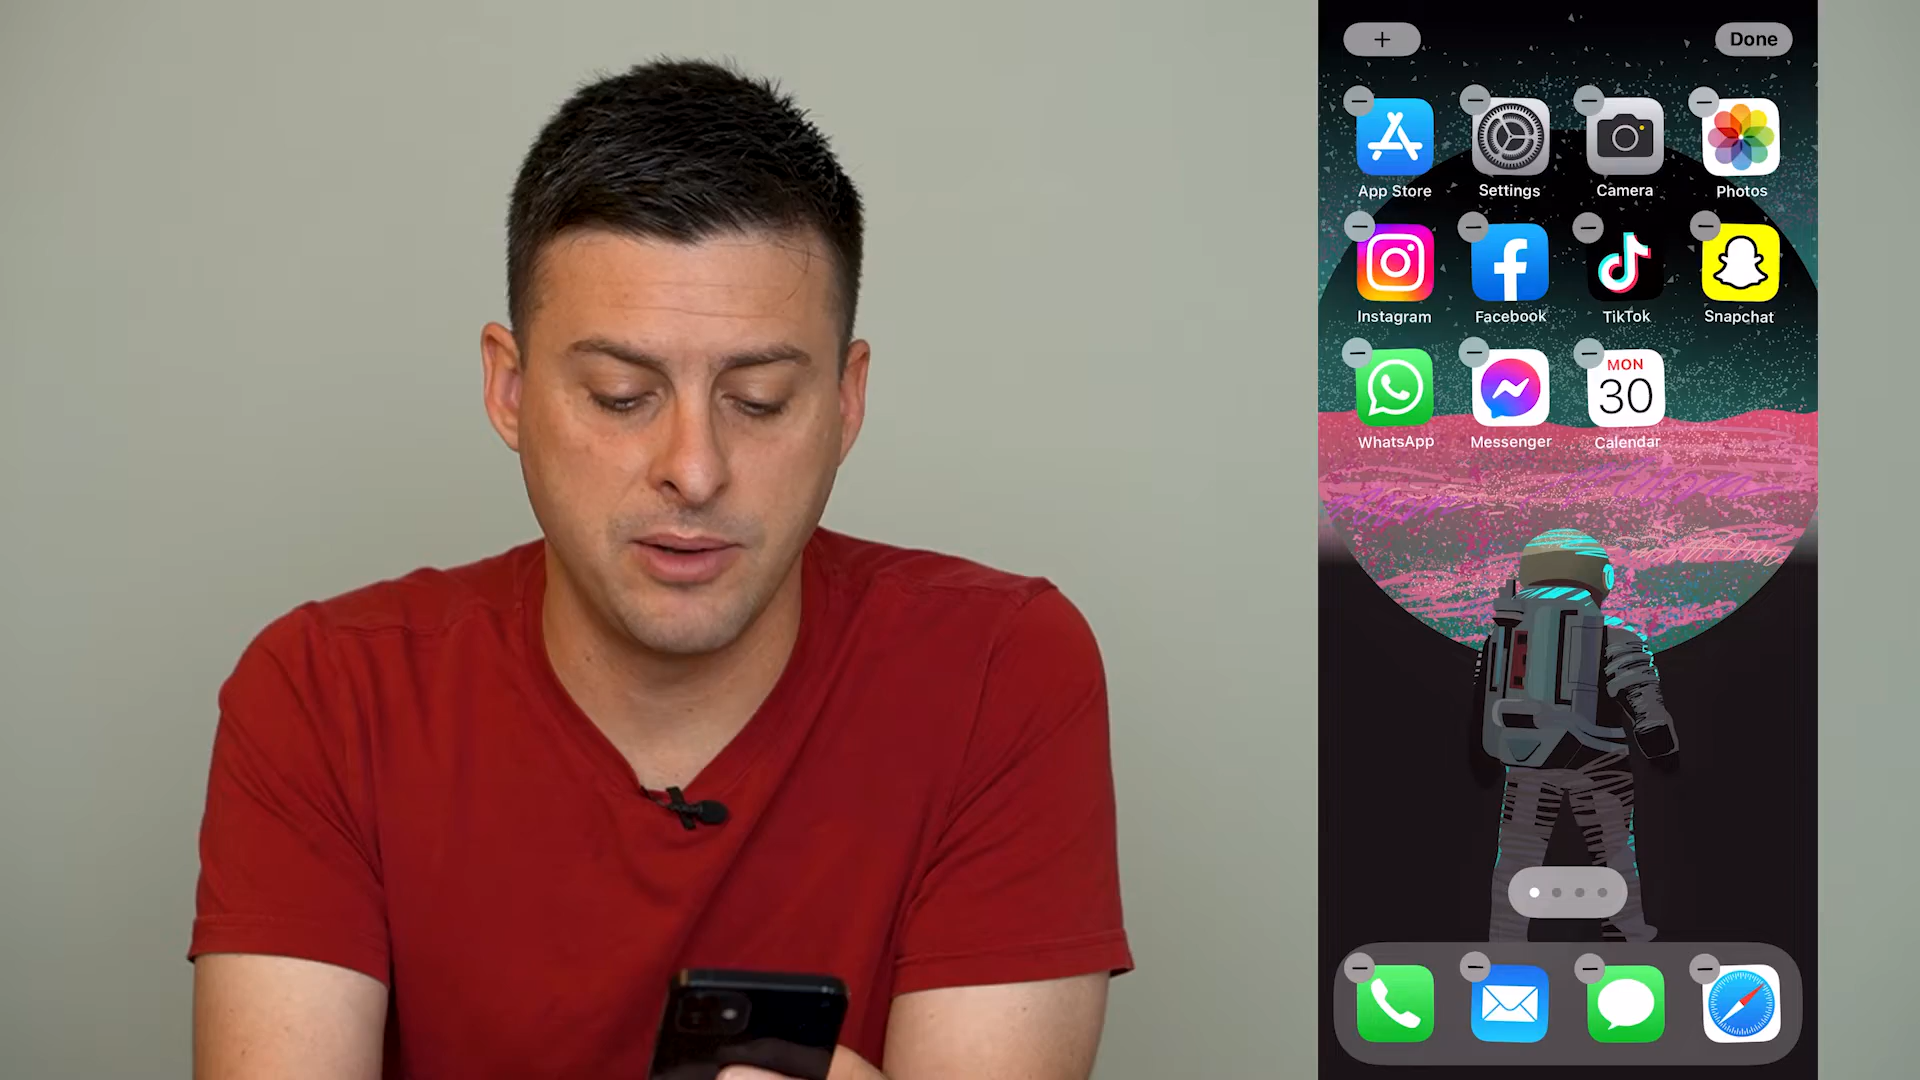 + Done
App Store Settings Camera Photos
Instagram Facebook TikTok Snapchat
MON
30
WhatsApp Messenger Calendar